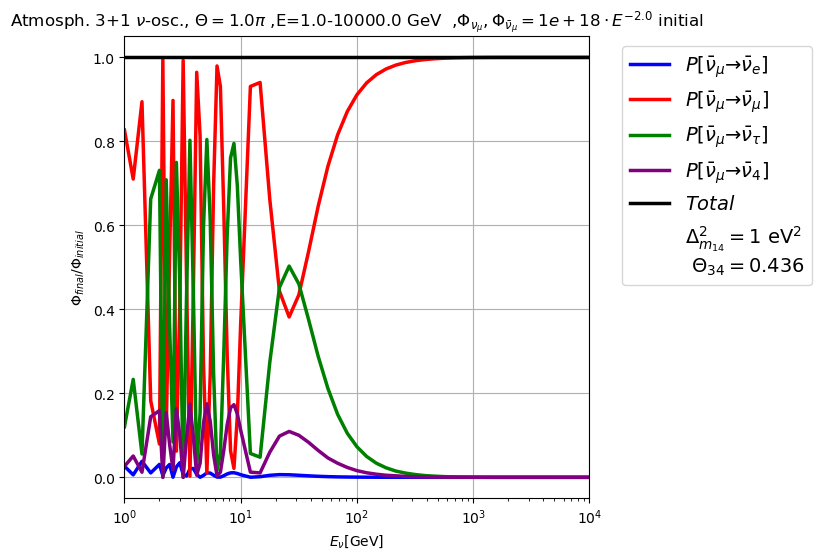 Atmosph. 3+1 ν-osc., Θ = 1.0π ,E=1.0-10000.0 GeV ,Φ_{ν_μ}, Φ_{ν̄_μ} = 1e + 18 · E^{−2.0} initial
1.0
0.8
0.6
0.4
0.2
0.0
Φ_{final}/Φ_{initial}
10^0
10^1
10^2
10^3
10^4
E_ν[GeV]
P[ν̄_μ→ν̄_e]
P[ν̄_μ→ν̄_μ]
P[ν̄_μ→ν̄_τ]
P[ν̄_μ→ν̄_4]
Total
Δ^2_{m_{14}} = 1 eV^2
Θ_{34} = 0.436